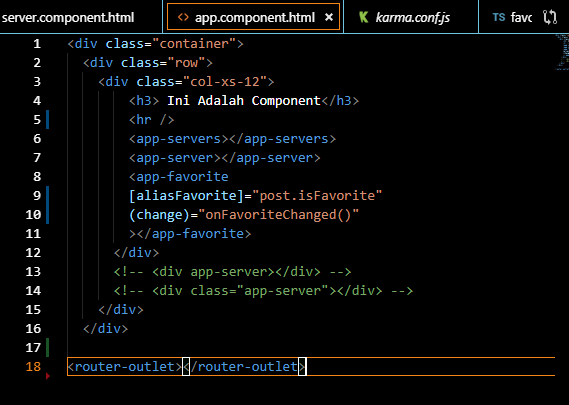 server.component.html
<> app.component.html ×
K karma.conf.js
TS favo
1 <div class="container">
2 <div class="row">
3 <div class="col-xs-12">
4 <h3> Ini Adalah Component</h3>
5 <hr />
6 <app-servers></app-servers>
7 <app-server></app-server>
8 <app-favorite
9 [aliasFavorite]="post.isFavorite"
10 (change)="onFavoriteChanged()"
11 ></app-favorite>
12 </div>
13 <!-- <div app-server></div> -->
14 <!-- <div class="app-server"></div> -->
15 </div>
16 </div>
17
18 <router-outlet></router-outlet>